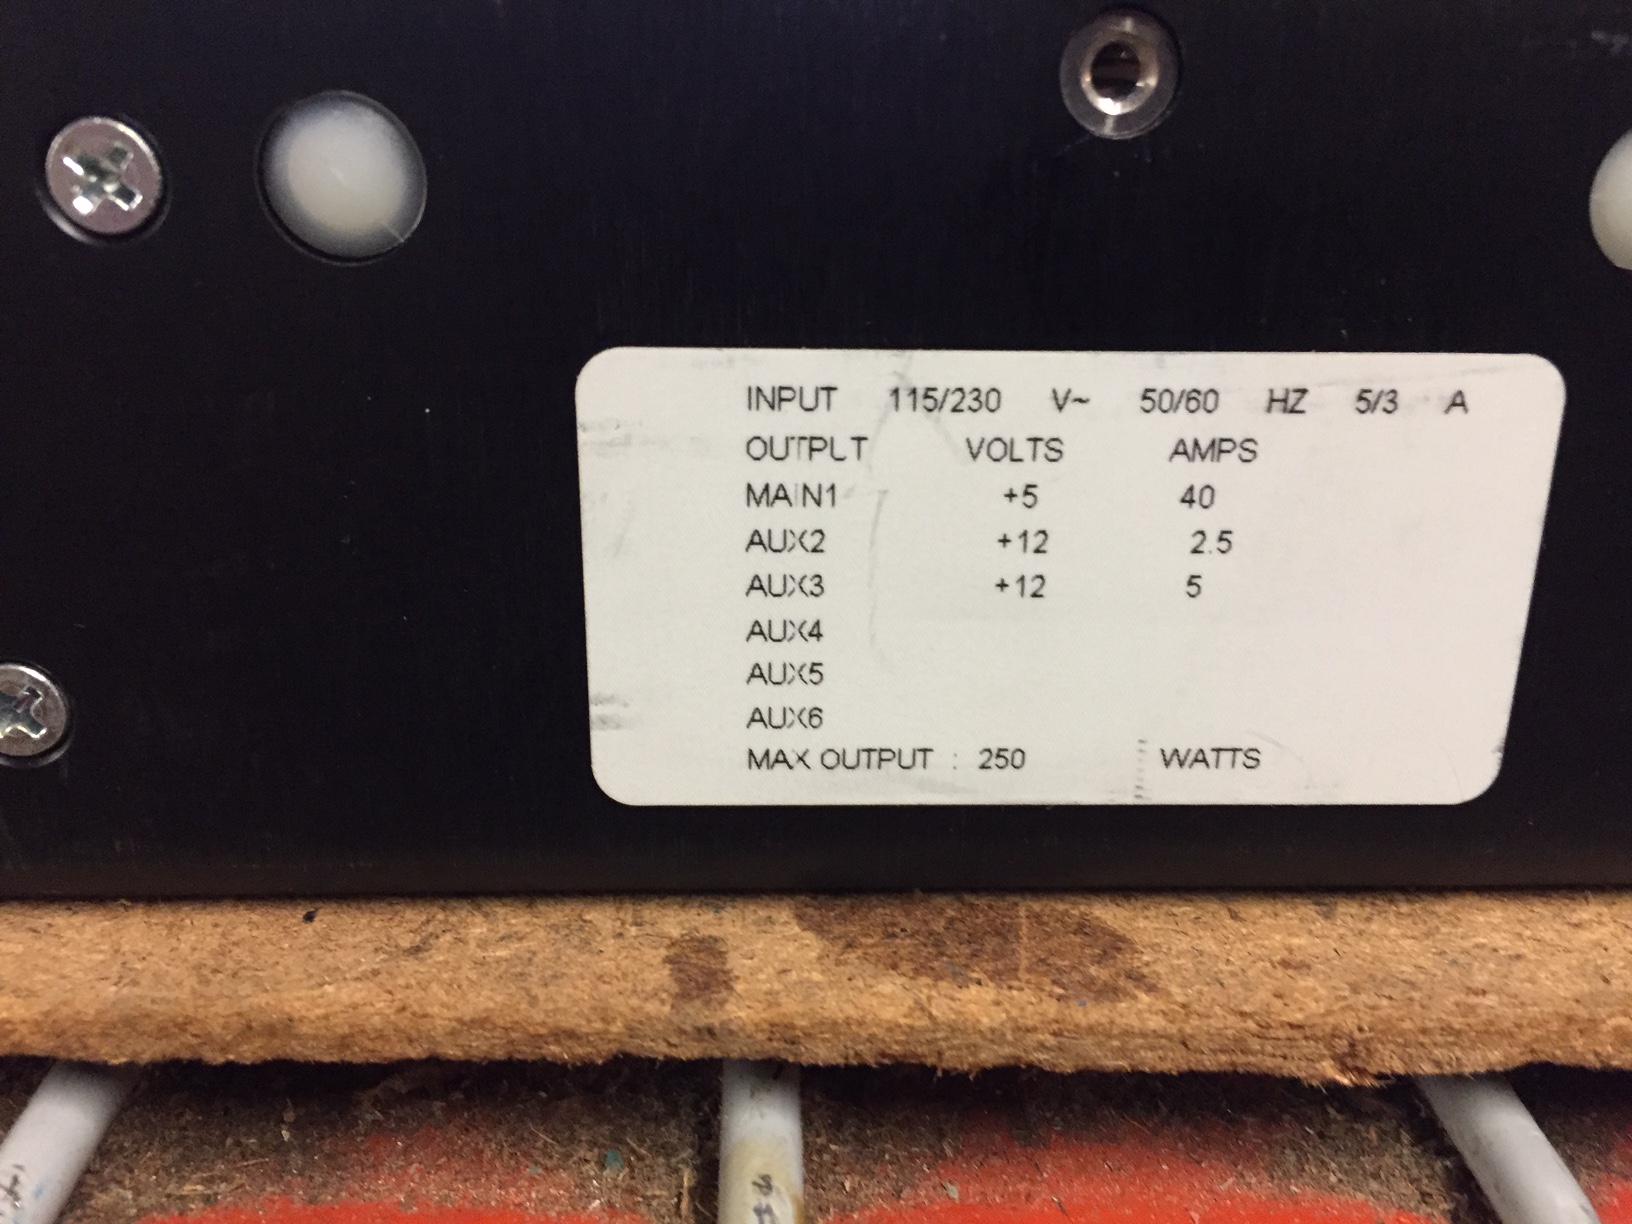 INPUT 115/230 V~ 50/60 HZ 5/3 A
OUTPUT VOLTS AMPS
MAIN1 +5 40
AUX2 +12 2.5
AUX3 +12 5
AUX4
AUX5
AUX6
MAX OUTPUT : 250 WATTS